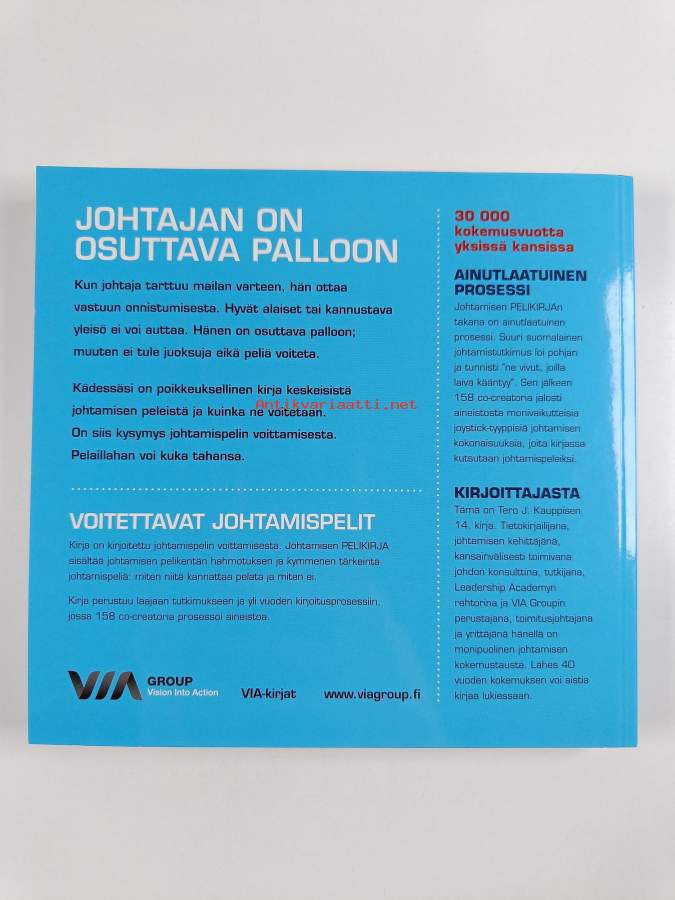 JOHTAJAN ON
OSUTTAVA PALLOON
Kun johtaja tarttuu mailan varteen, hän ottaa
vastuun onnistumisesta. Hyvät alaiset tai kannustava
yleisö ei voi auttaa. Hänen on osuttava palloon;
muuten ei tule juoksuja eikä peliä voiteta.
Kädessäsi on poikkeuksellinen kirja keskeisistä
johtamisen peleistä ja kuinka ne voitetaan.
On siis kysymys johtamispelin voittamisesta.
Pelaillahan voi kuka tahansa.
Antikvariaatti.net
VOITETTAVAT JOHTAMISPELIT
Kirja on kirjoitettu johtamispelin voittamisesta. Johtamisen PELIKIRJA
sisältää johtamisen pelikentän hahmotuksen ja kymmenen tärkeintä
johtamispeliä: miten niitä kannattaa pelata ja miten ei.
Kirja perustuu laajaan tutkimukseen ja yli vuoden kirjoitusprosessiin,
jossa 158 co-creatoria prosessoi aineistoa.
VIA GROUP
Vision Into Action
VIA-kirjat
www.viagroup.fi
30 000
kokemusvuotta
yksissä kansissa
AINUTLAATUINEN
PROSESSI
Johtamisen PELIKIRJAn
takana on ainutlaatuinen
prosessi. Suuri suomalainen
johtamistutkimus loi pohjan
ja tunnisti "ne vivut, joilla
laiva kääntyy". Sen jälkeen
158 co-creatoria jalosti
aineistosta monivaikutteisia
joystick-tyyppisiä johtamisen
kokonaisuuksia, joita kirjassa
kutsutaan johtamispeleiksi.
KIRJOITTAJASTA
Tämä on Tero J. Kauppisen
14. kirja. Tietokirjailijana,
johtamisen kehittäjänä,
kansainvälisesti toimivana
johdon konsulttina, tutkijana,
Leadership Academyn
rehtorina ja VIA Groupin
perustajana, toimitusjohtajana
ja yrittäjänä hänellä on
monipuolinen johtamisen
kokemustausta. Lähes 40
vuoden kokemuksen voi aistia
kirjaa lukiessaan.